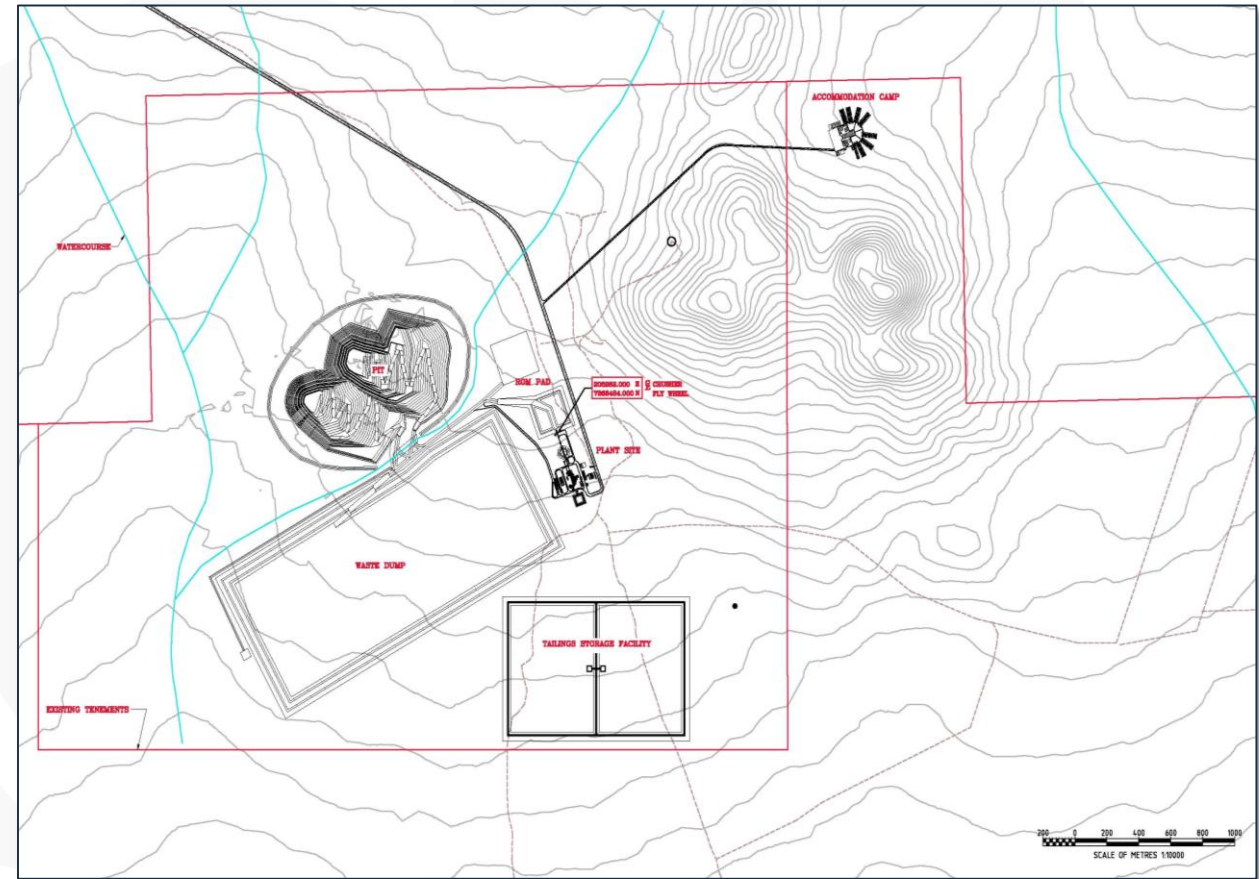 ACCOMMODATION CAMP
WATERCOURSE
PIT
ROM PAD
CRUSHER
FLY WHEEL
PLANT SITE
WASTE DUMP
TAILINGS STORAGE FACILITY
EXISTING TENEMENTS
200 0 200 400 600 800 1000
SCALE OF METRES 1:10000